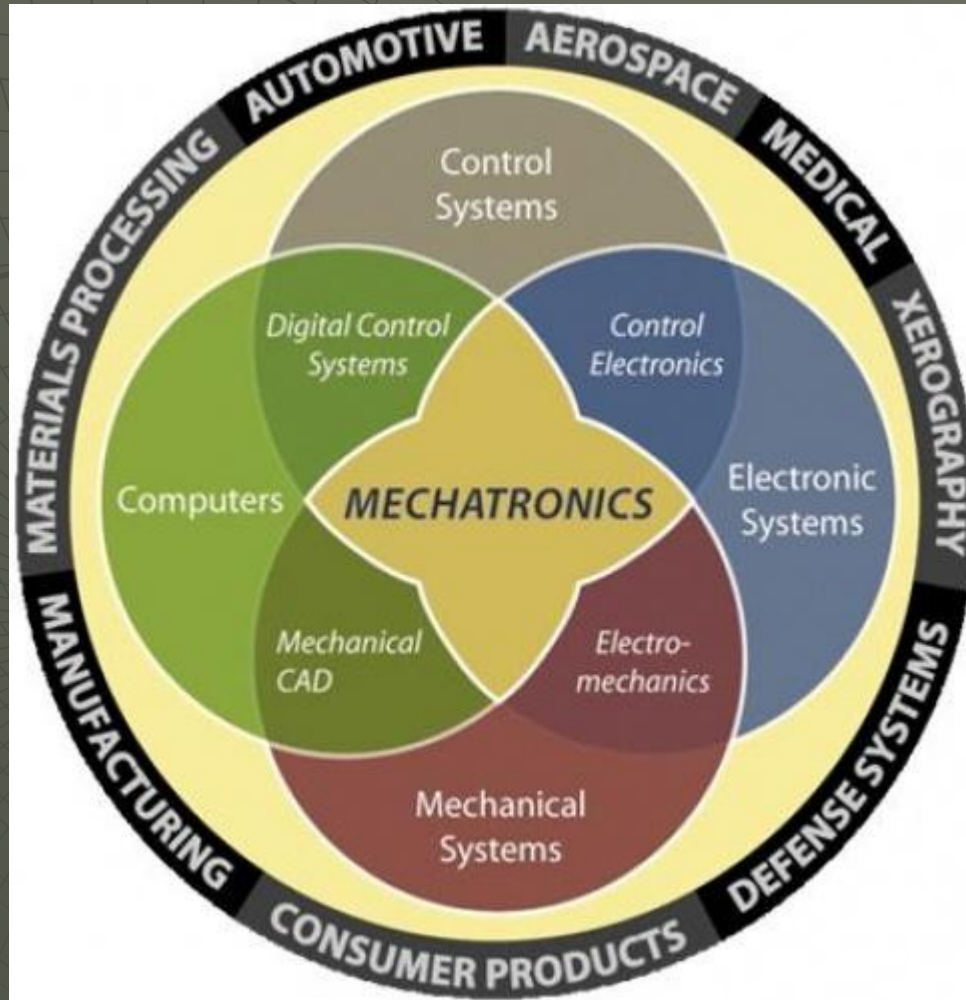 AUTOMOTIVE
AEROSPACE
MEDICAL
XEROGRAPHY
DEFENSE SYSTEMS
CONSUMER PRODUCTS
MANUFACTURING
MATERIALS PROCESSING
Control
Systems
Digital Control
Systems
Control
Electronics
Computers
MECHATRONICS
Electronic
Systems
Mechanical
CAD
Electro-
mechanics
Mechanical
Systems